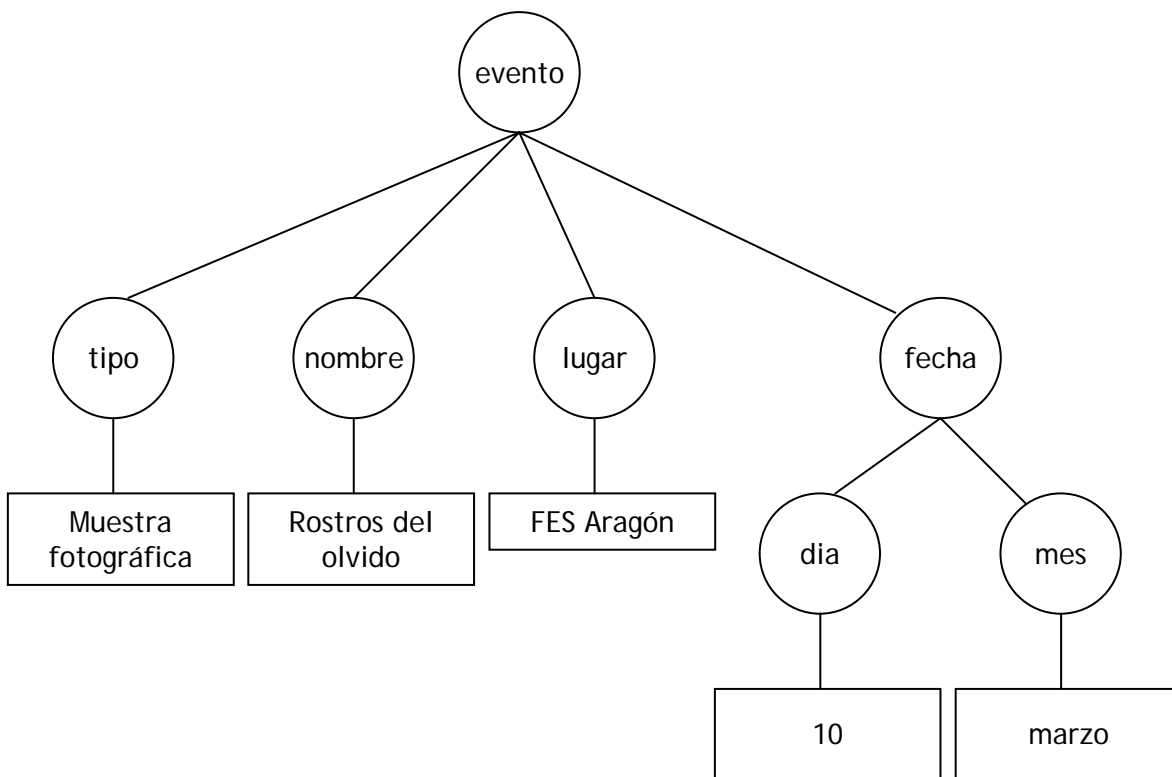 evento
tipo
nombre
lugar
fecha
Muestra
fotográfica
Rostros del
olvido
FES Aragón
dia
mes
10
marzo